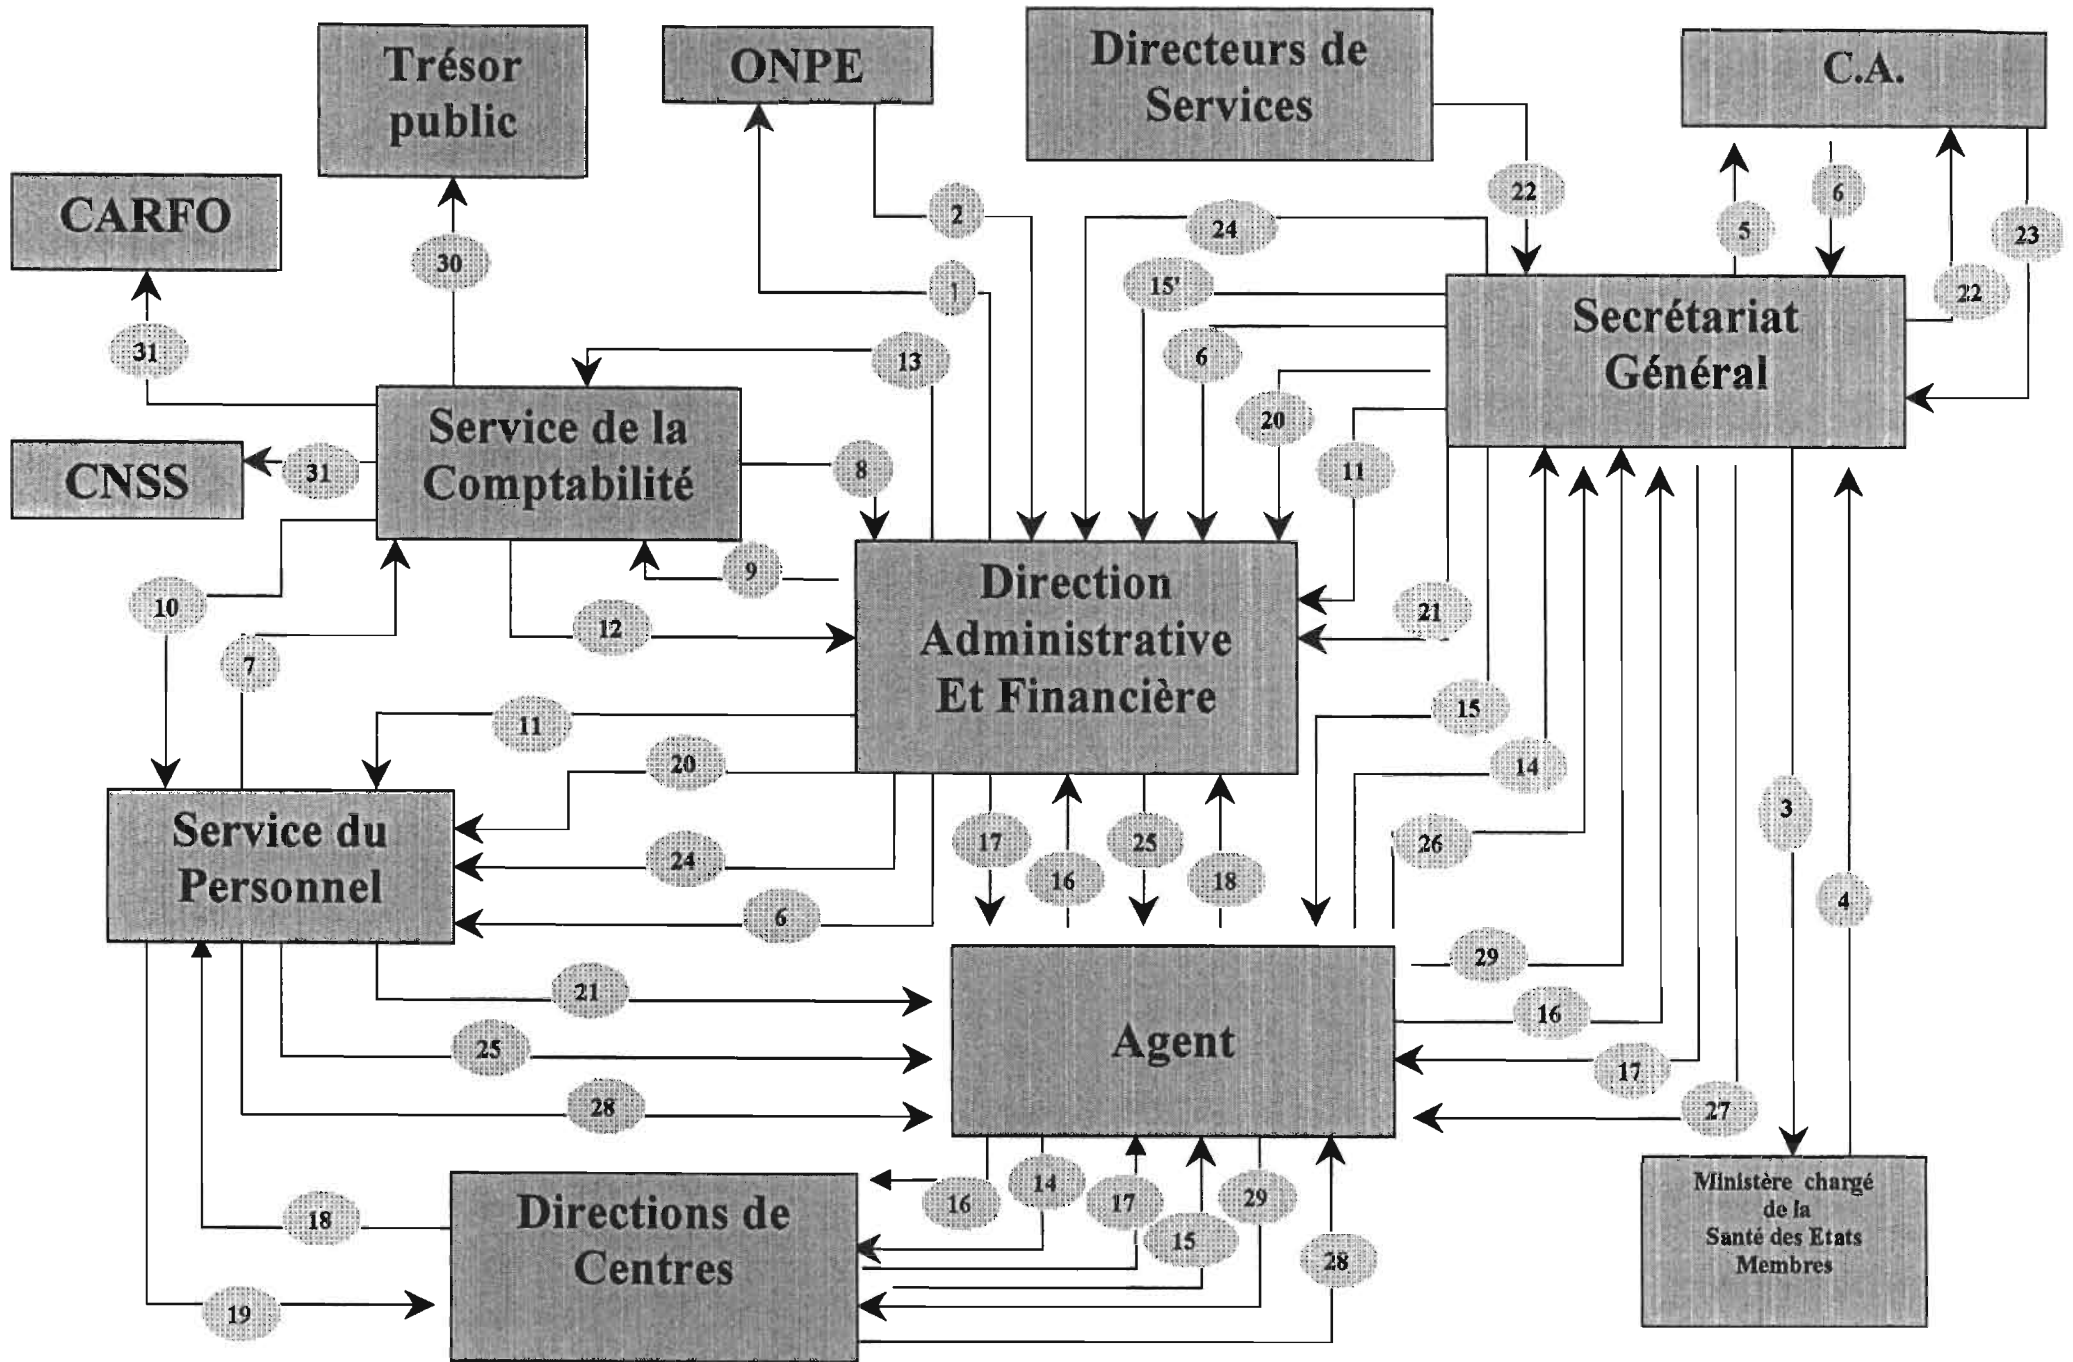 Trésor
public
ONPE
Directeurs de
Services
C.A.
CARFO
2
22
6
5
23
24
30
15'
1
22
31
13
6
Secrétariat
Général
Service de la
Comptabilité
20
CNSS
31
8
11
10
9
Direction
Administrative
Et Financière
12
21
7
11
15
20
14
Service du
Personnel
17
25
26
3
24
16
18
4
6
29
21
16
25
Agent
17
28
27
16
14
17
29
Ministère chargé
de la
Santé des Etats
Membres
18
Directions de
Centres
15
28
19